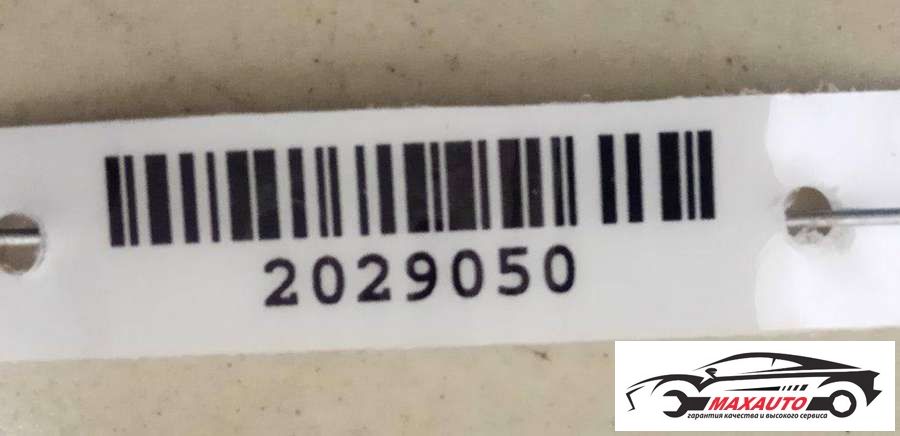 2029050
MAXAUTO
гарантия качества и высокого сервиса